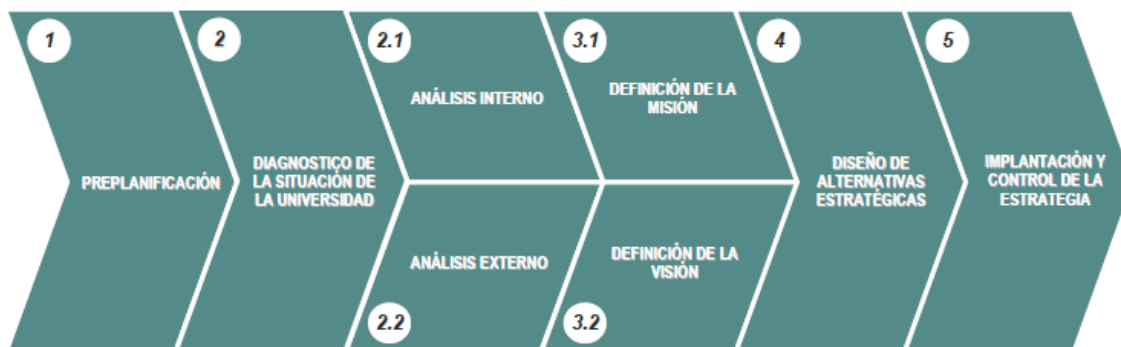 1
PREPLANIFICACIÓN
2
DIAGNOSTICO DE
LA SITUACIÓN DE
LA UNIVERSIDAD
2.1
ANÁLISIS INTERNO
2.2
ANÁLISIS EXTERNO
3.1
DEFINICIÓN DE LA
MISIÓN
3.2
DEFINICIÓN DE LA
VISIÓN
4
DISEÑO DE
ALTERNATIVAS
ESTRATÉGICAS
5
IMPLANTACIÓN Y
CONTROL DE LA
ESTRATEGIA